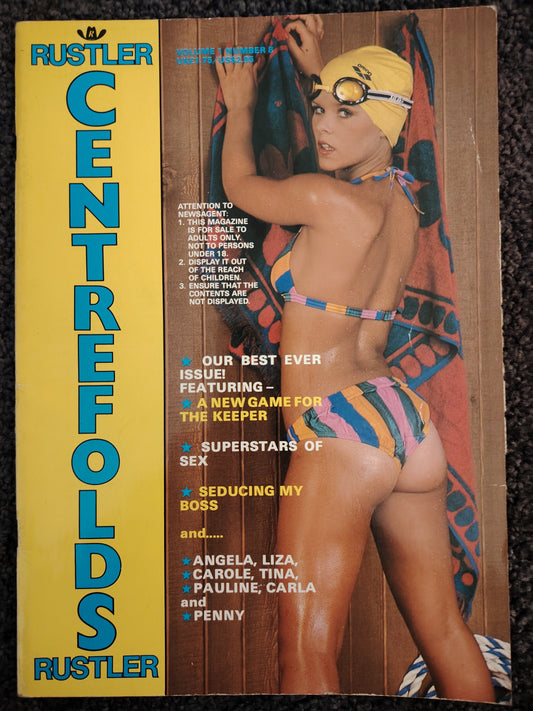 RUSTLER
CENTREFOLDS
RUSTLER
VOLUME 1 NUMBER 8
ATTENTION TO
NEWSAGENT:
1. THIS MAGAZINE
IS FOR SALE TO
ADULTS ONLY.
NOT TO PERSONS
UNDER 18.
2. DISPLAY IT OUT
OF THE REACH
OF CHILDREN.
3. ENSURE THAT THE
CONTENTS ARE
NOT DISPLAYED.
★ OUR BEST EVER
ISSUE!
FEATURING –
★ A NEW GAME FOR
THE KEEPER
★ SUPERSTARS OF
SEX
★ SEDUCING MY
BOSS
and.....
★ANGELA, LIZA,
★CAROLE, TINA,
★PAULINE, CARLA
and
★PENNY